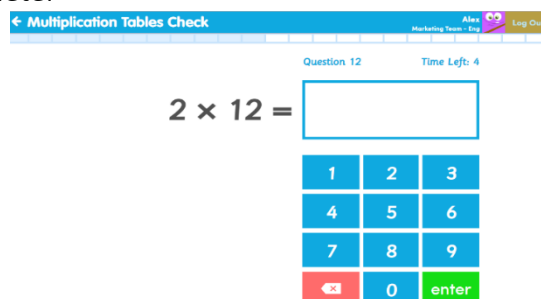 ← Multiplication Tables Check
Alex
Marketing Team - Eng
Log Ou
Question 12
Time Left: 4
2 × 12 =
1 2 3
4 5 6
7 8 9
0 enter